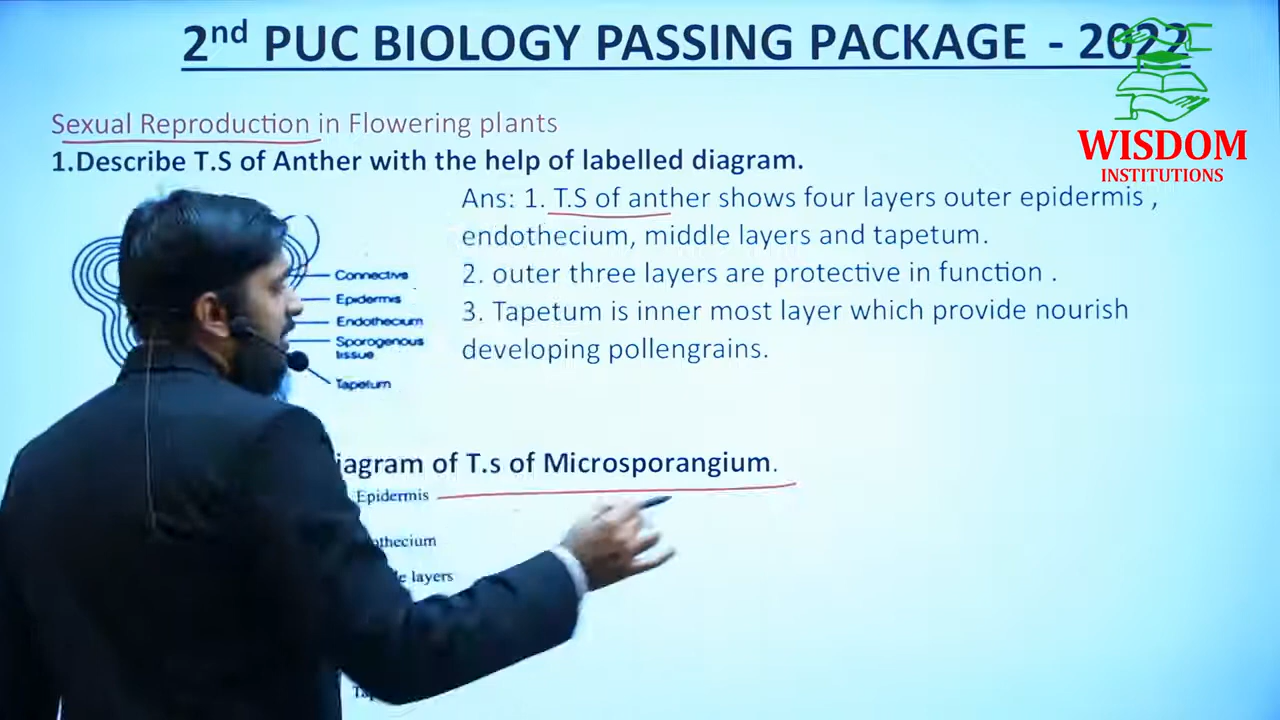 2nd PUC BIOLOGY PASSING PACKAGE - 2022
WISDOM
INSTITUTIONS
Sexual Reproduction in Flowering plants
1.Describe T.S of Anther with the help of labelled diagram.
Ans: 1. T.S of anther shows four layers outer epidermis ,
endothecium, middle layers and tapetum.
2. outer three layers are protective in function .
3. Tapetum is inner most layer which provide nourish
developing pollengrains.
Connective
Epidermis
Endothecium
Sporogenous
tissue
Tapetum
iagram of T.s of Microsporangium.
Epidermis
othecium
layers